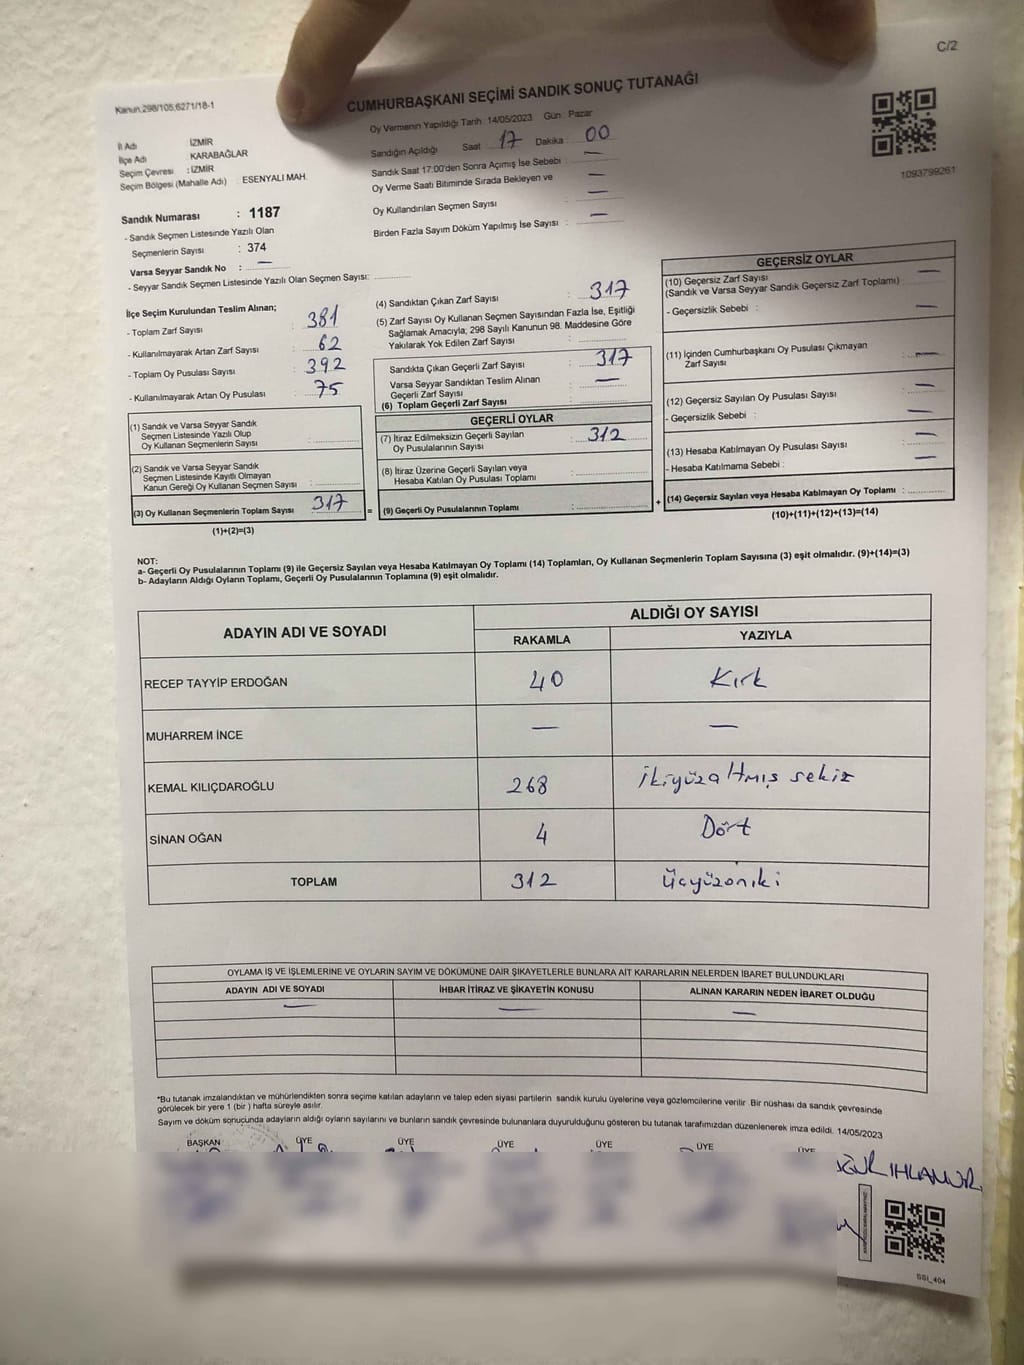 C/2
Kanun:298/105;6271/18-1
CUMHURBAŞKANI SEÇİMİ SANDIK SONUÇ TUTANAĞI
Oy Vermenin Yapıldığı Tarih :14/05/2023 Gün : Pazar
Sandığın Açıldığı Saat 17 Dakika 00
Sandık Saat 17:00'den Sonra Açımış İse Sebebi : —
Oy Verme Saati Bitiminde Sırada Bekleyen ve —
Oy Kullandırılan Seçmen Sayısı : —
Birden Fazla Sayım Döküm Yapılmış İse Sayısı : —
1093799261
İl Adı İZMİR
İlçe Adı KARABAĞLAR
Seçim Çevresi : İZMİR
Seçim Bölgesi (Mahalle Adı) : ESENYALI MAH.
Sandık Numarası : 1187
- Sandık Seçmen Listesinde Yazılı Olan
Seçmenlerin Sayısı : 374
Varsa Seyyar Sandık No : —
- Seyyar Sandık Seçmen Listesinde Yazılı Olan Seçmen Sayısı:
İlçe Seçim Kurulundan Teslim Alınan;
- Toplam Zarf Sayısı : 381
- Kullanılmayarak Artan Zarf Sayısı : 62
- Toplam Oy Pusulası Sayısı : 392
- Kullanılmayarak Artan Oy Pusulası : 75
(1) Sandık ve Varsa Seyyar Sandık
Seçmen Listesinde Yazılı Olup
Oy Kullanan Seçmenlerin Sayısı :
(2) Sandık ve Varsa Seyyar Sandık
Seçmen Listesinde Kayıtlı Olmayan
Kanun Gereği Oy Kullanan Seçmen Sayısı :
(3) Oy Kullanan Seçmenlerin Toplam Sayısı : 317 =
(1)+(2)=(3)
(4) Sandıktan Çıkan Zarf Sayısı : 317
(5) Zarf Sayısı Oy Kullanan Seçmen Sayısından Fazla İse, Eşitliği
Sağlamak Amacıyla; 298 Sayılı Kanunun 98. Maddesine Göre
Yakılarak Yok Edilen Zarf Sayısı :
Sandıkta Çıkan Geçerli Zarf Sayısı : 317
Varsa Seyyar Sandıktan Teslim Alınan
Geçerli Zarf Sayısı : —
(6) Toplam Geçerli Zarf Sayısı :
GEÇERLİ OYLAR
(7) İtiraz Edilmeksizin Geçerli Sayılan
Oy Pusulalarının Sayısı : 312
(8) İtiraz Üzerine Geçerli Sayılan veya
Hesaba Katılan Oy Pusulası Toplamı :
(9) Geçerli Oy Pusulalarının Toplamı : +
GEÇERSİZ OYLAR
(10) Geçersiz Zarf Sayısı —
(Sandık ve Varsa Seyyar Sandık Geçersiz Zarf Toplamı) :
- Geçersizlik Sebebi : —
(11) İçinden Cumhurbaşkanı Oy Pusulası Çıkmayan
Zarf Sayısı : —
(12) Geçersiz Sayılan Oy Pusulası Sayısı : —
- Geçersizlik Sebebi : —
(13) Hesaba Katılmayan Oy Pusulası Sayısı : —
- Hesaba Katılmama Sebebi : —
(14) Geçersiz Sayılan veya Hesaba Katılmayan Oy Toplamı :
(10)+(11)+(12)+(13)=(14)
NOT:
a- Geçerli Oy Pusulalarının Toplamı (9) ile Geçersiz Sayılan veya Hesaba Katılmayan Oy Toplamı (14) Toplamları, Oy Kullanan Seçmenlerin Toplam Sayısına (3) eşit olmalıdır. (9)+(14)=(3)
b- Adayların Aldığı Oyların Toplamı, Geçerli Oy Pusulalarının Toplamına (9) eşit olmalıdır.
ADAYIN ADI VE SOYADI
ALDIĞI OY SAYISI
RAKAMLA YAZIYLA
RECEP TAYYİP ERDOĞAN 40 Kırk
MUHARREM İNCE — —
KEMAL KILIÇDAROĞLU 268 İkiyüzaltmış sekiz
SİNAN OĞAN 4 Dört
TOPLAM 312 Üçyüzoniki
OYLAMA İŞ VE İŞLEMLERİNE VE OYLARIN SAYIM VE DÖKÜMÜNE DAİR ŞİKAYETLERLE BUNLARA AİT KARARLARIN NELERDEN İBARET BULUNDUKLARI
ADAYIN ADI VE SOYADI İHBAR İTİRAZ VE ŞİKAYETİN KONUSU ALINAN KARARIN NEDEN İBARET OLDUĞU
— — —
*Bu tutanak imzalandıktan ve mühürlendikten sonra seçime katılan adayların ve talep eden siyasi partilerin sandık kurulu üyelerine veya gözlemcilerine verilir Bir nüshası da sandık çevresinde
görülecek bir yere 1 (bir ) hafta süreyle asılır.
Sayım ve döküm sonucunda adayların aldığı oyların sayılarını ve bunların sandık çevresinde bulunanlara duyurulduğunu gösteren bu tutanak tarafımızdan düzenlenerek imza edildi. 14/05/2023
BAŞKAN ÜYE ÜYE ÜYE ÜYE ÜYE ÜYE
IHLAMUR
SSI_404